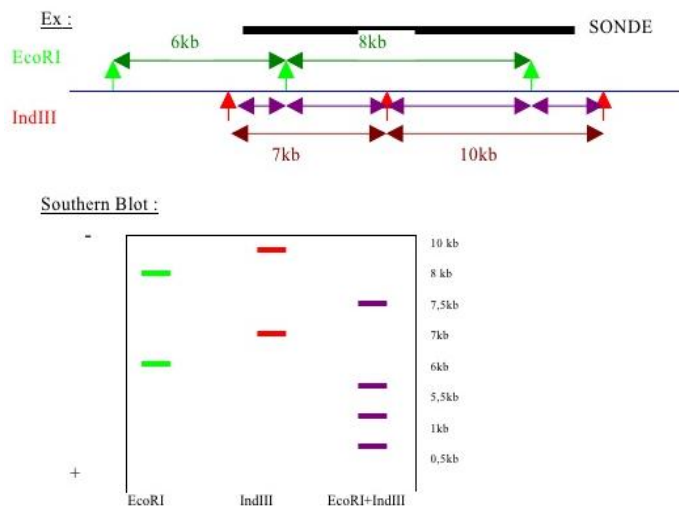 Ex :
SONDE
6kb 8kb
EcoRI
IndIII
7kb 10kb
Southern Blot :
-
10 kb
8 kb
7,5kb
7kb
6kb
5,5kb
1kb
0,5kb
+
EcoRI IndIII EcoRI+IndIII